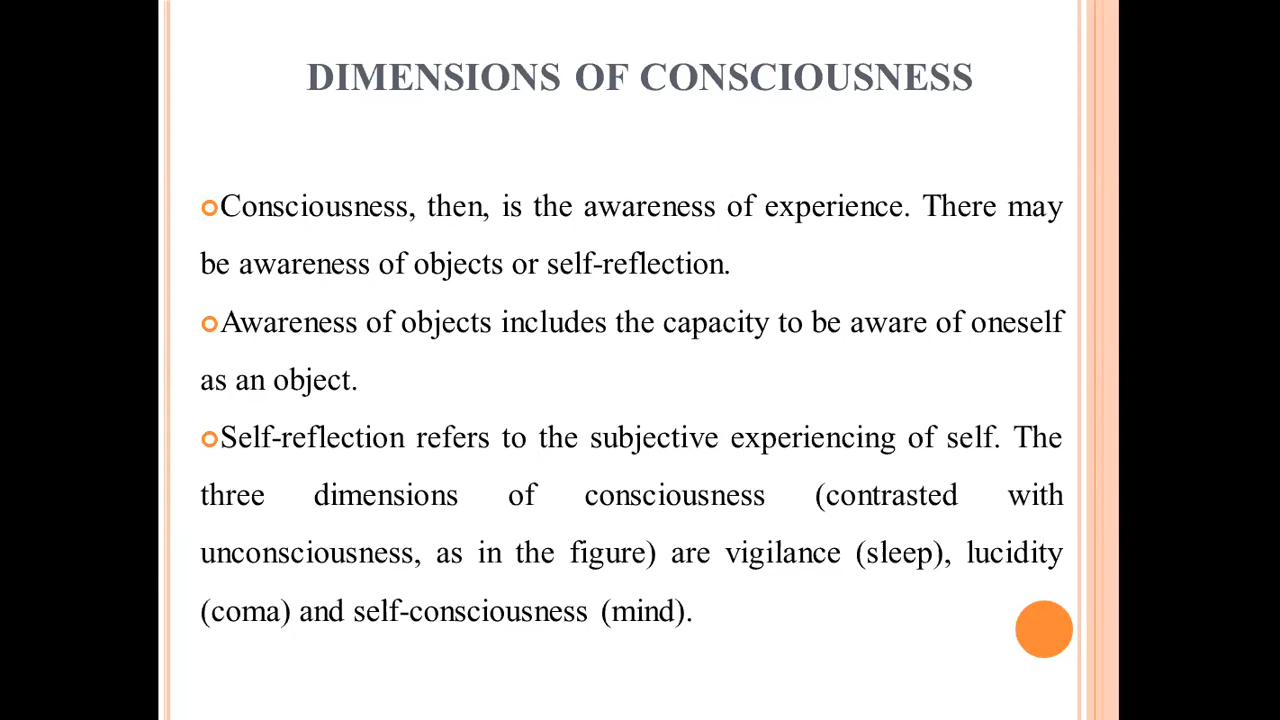 DIMENSIONS OF CONSCIOUSNESS
Consciousness, then, is the awareness of experience. There may
be awareness of objects or self-reflection.
Awareness of objects includes the capacity to be aware of oneself
as an object.
Self-reflection refers to the subjective experiencing of self. The
three dimensions of consciousness (contrasted with
unconsciousness, as in the figure) are vigilance (sleep), lucidity
(coma) and self-consciousness (mind).